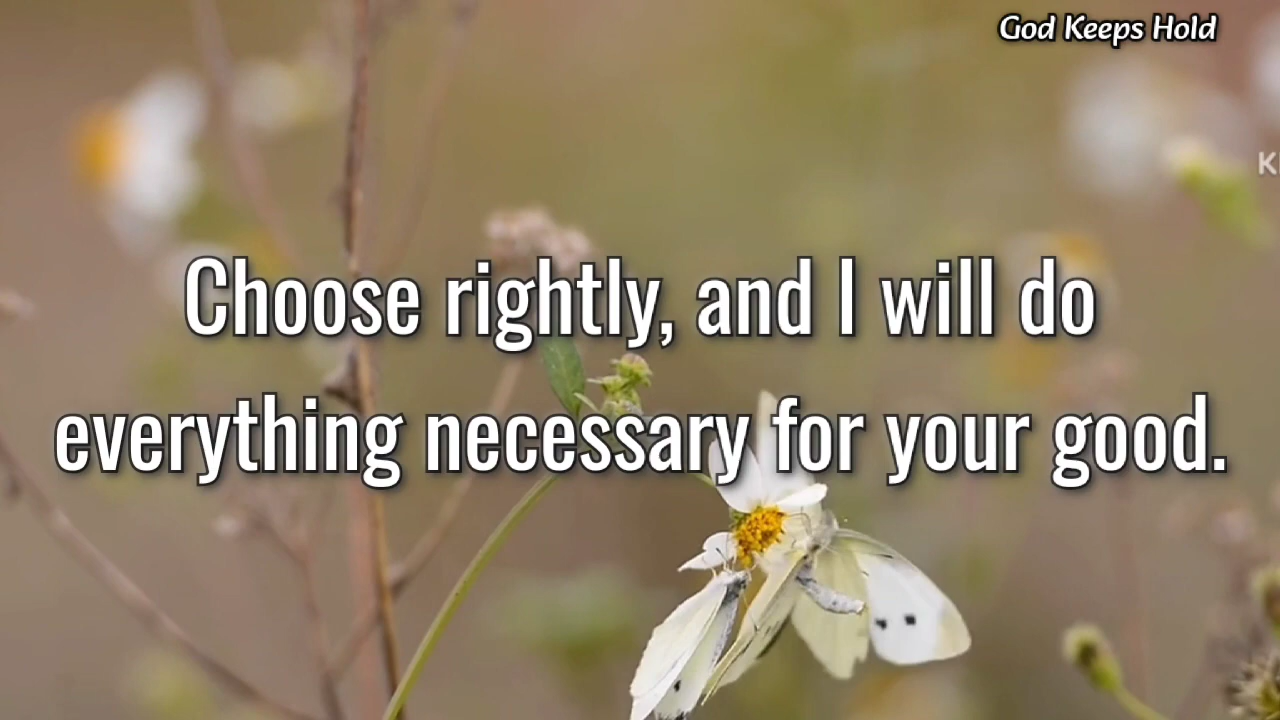 God Keeps Hold
Choose rightly, and I will do
everything necessary for your good.